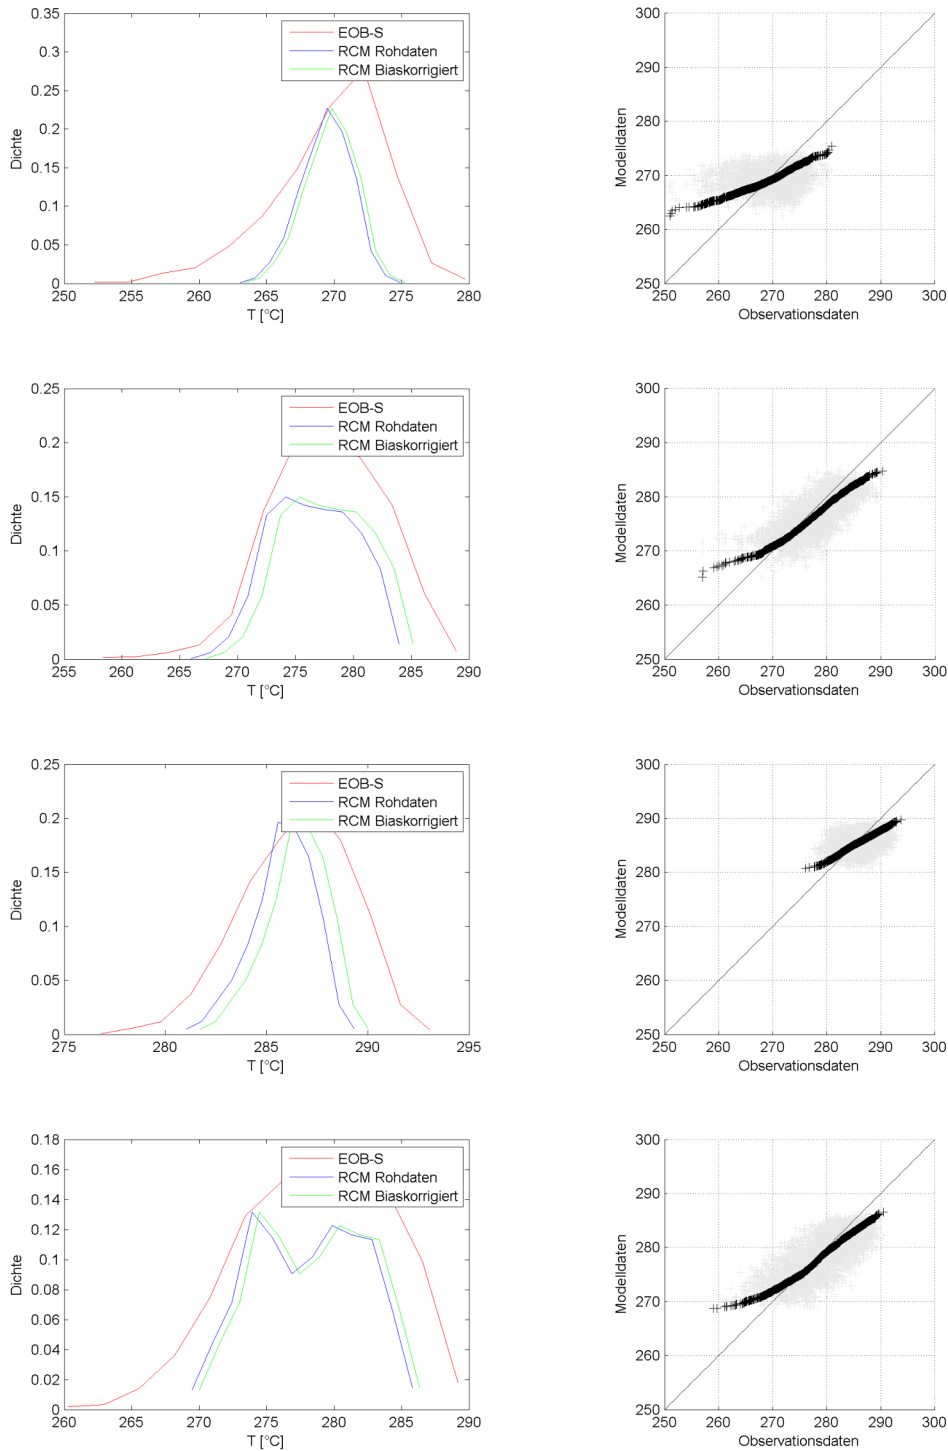 0.35
0.3
0.25
0.2
0.15
0.1
0.05
0
Dichte
250 255 260 265 270 275 280
T [°C]
EOB-S
RCM Rohdaten
RCM Biaskorrigiert
300
290
280
270
260
250
Modelldaten
250 260 270 280 290 300
Observationsdaten
0.25
0.2
0.15
0.1
0.05
0
Dichte
255 260 265 270 275 280 285 290
T [°C]
EOB-S
RCM Rohdaten
RCM Biaskorrigiert
300
290
280
270
260
250
Modelldaten
250 260 270 280 290 300
Observationsdaten
0.25
0.2
0.15
0.1
0.05
0
Dichte
275 280 285 290 295
T [°C]
EOB-S
RCM Rohdaten
RCM Biaskorrigiert
300
290
280
270
260
250
Modelldaten
250 260 270 280 290 300
Observationsdaten
0.18
0.16
0.14
0.12
0.1
0.08
0.06
0.04
0.02
0
Dichte
260 265 270 275 280 285 290
T [°C]
EOB-S
RCM Rohdaten
RCM Biaskorrigiert
300
290
280
270
260
250
Modelldaten
250 260 270 280 290 300
Observationsdaten